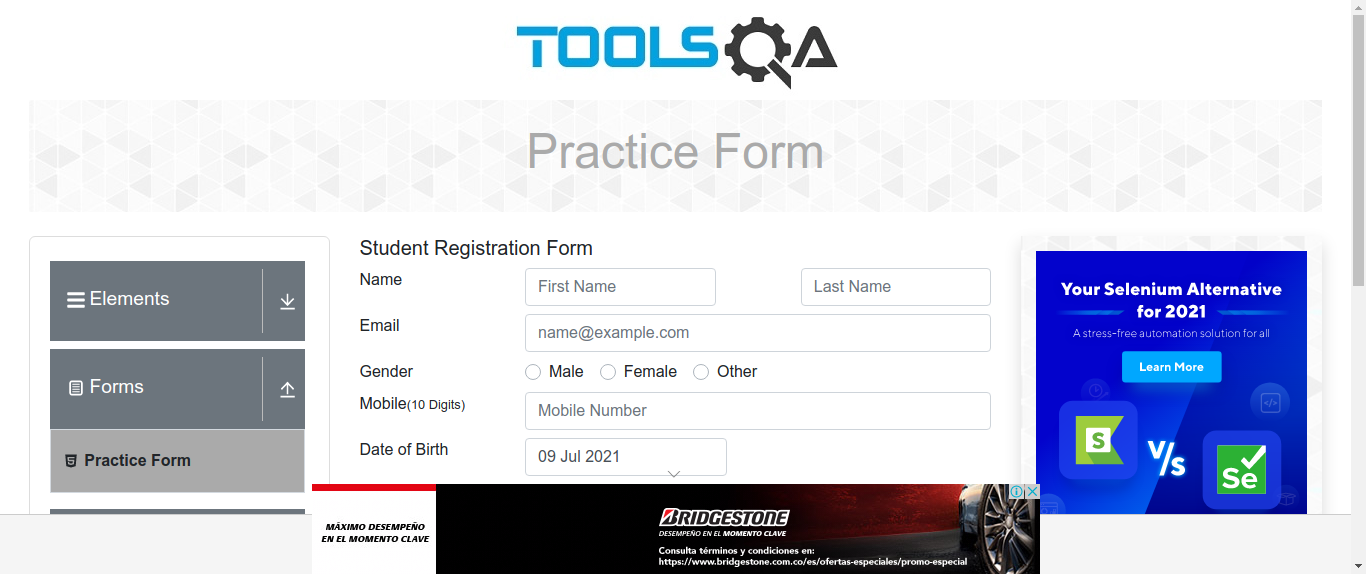 TOOLSQA
Practice Form
Elements
Forms
Practice Form
Student Registration Form
Name
First Name
Last Name
Email
name@example.com
Gender
Male
Female
Other
Mobile(10 Digits)
Mobile Number
Date of Birth
09 Jul 2021
Your Selenium Alternative
for 2021
A stress-free automation solution for all
Learn More
S
V/s
Se
MÁXIMO DESEMPEÑO
EN EL MOMENTO CLAVE
BRIDGESTONE
DESEMPEÑO EN EL MOMENTO CLAVE
Consulta términos y condiciones en:
https://www.bridgestone.com.co/es/ofertas-especiales/promo-especial